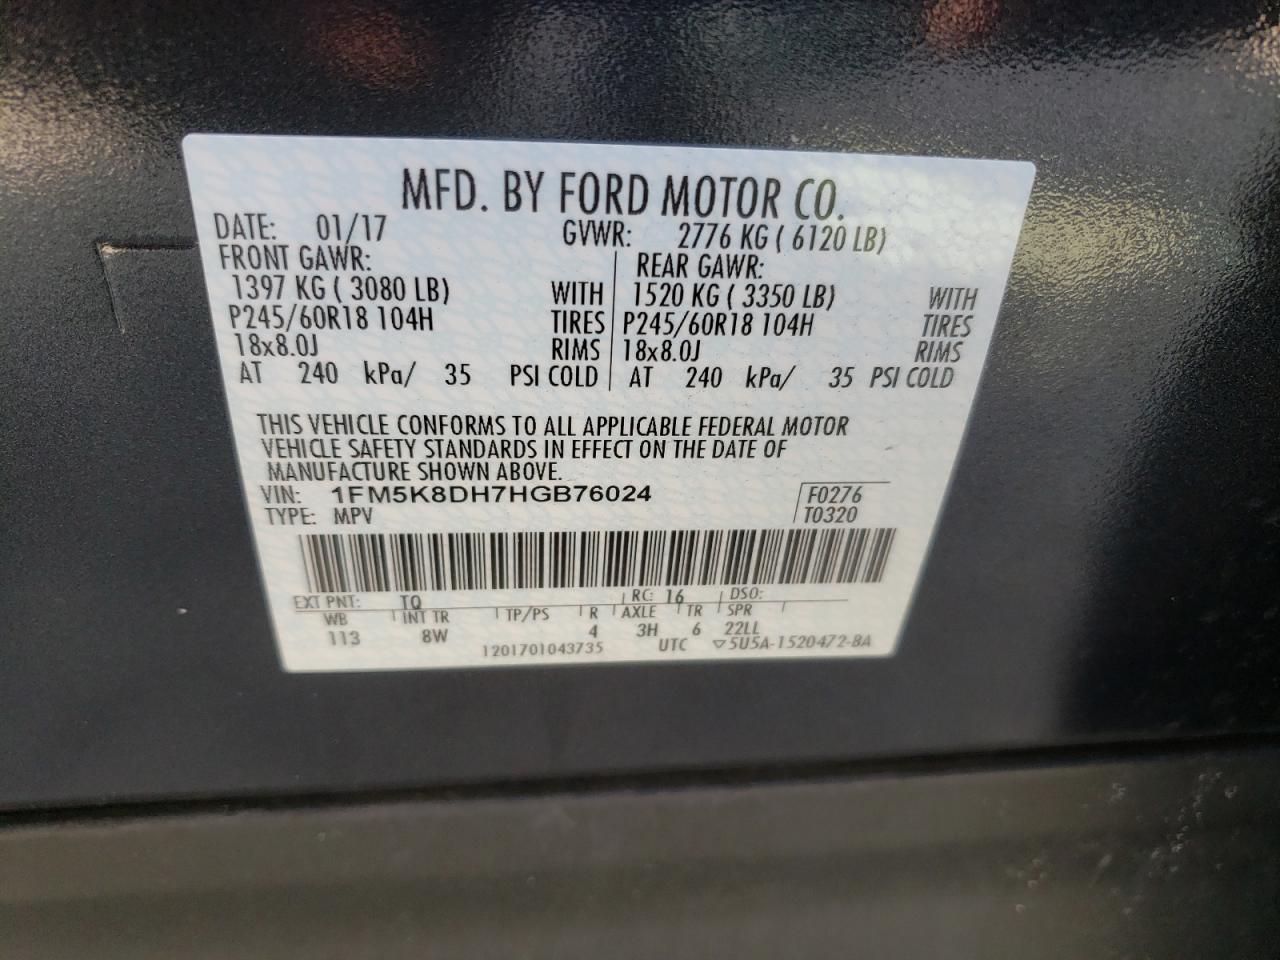 MFD. BY FORD MOTOR CO.
DATE: 01/17 GVWR: 2776 KG ( 6120 LB)
FRONT GAWR: REAR GAWR:
1397 KG ( 3080 LB) WITH 1520 KG ( 3350 LB) WITH
P245/60R18 104H TIRES P245/60R18 104H TIRES
18x8.0J RIMS 18x8.0J RIMS
AT 240 kPa/ 35 PSI COLD AT 240 kPa/ 35 PSI COLD
THIS VEHICLE CONFORMS TO ALL APPLICABLE FEDERAL MOTOR
VEHICLE SAFETY STANDARDS IN EFFECT ON THE DATE OF
MANUFACTURE SHOWN ABOVE.
VIN: 1FM5K8DH7HGB76024 F0276
TYPE: MPV T0320
EXT PNT: TQ RC: 16 DSO:
WB INT TR TP/PS R AXLE TR SPR
113 8W 4 3H 6 22LL
1201701043735 UTC ▽5U5A-1520472-BA